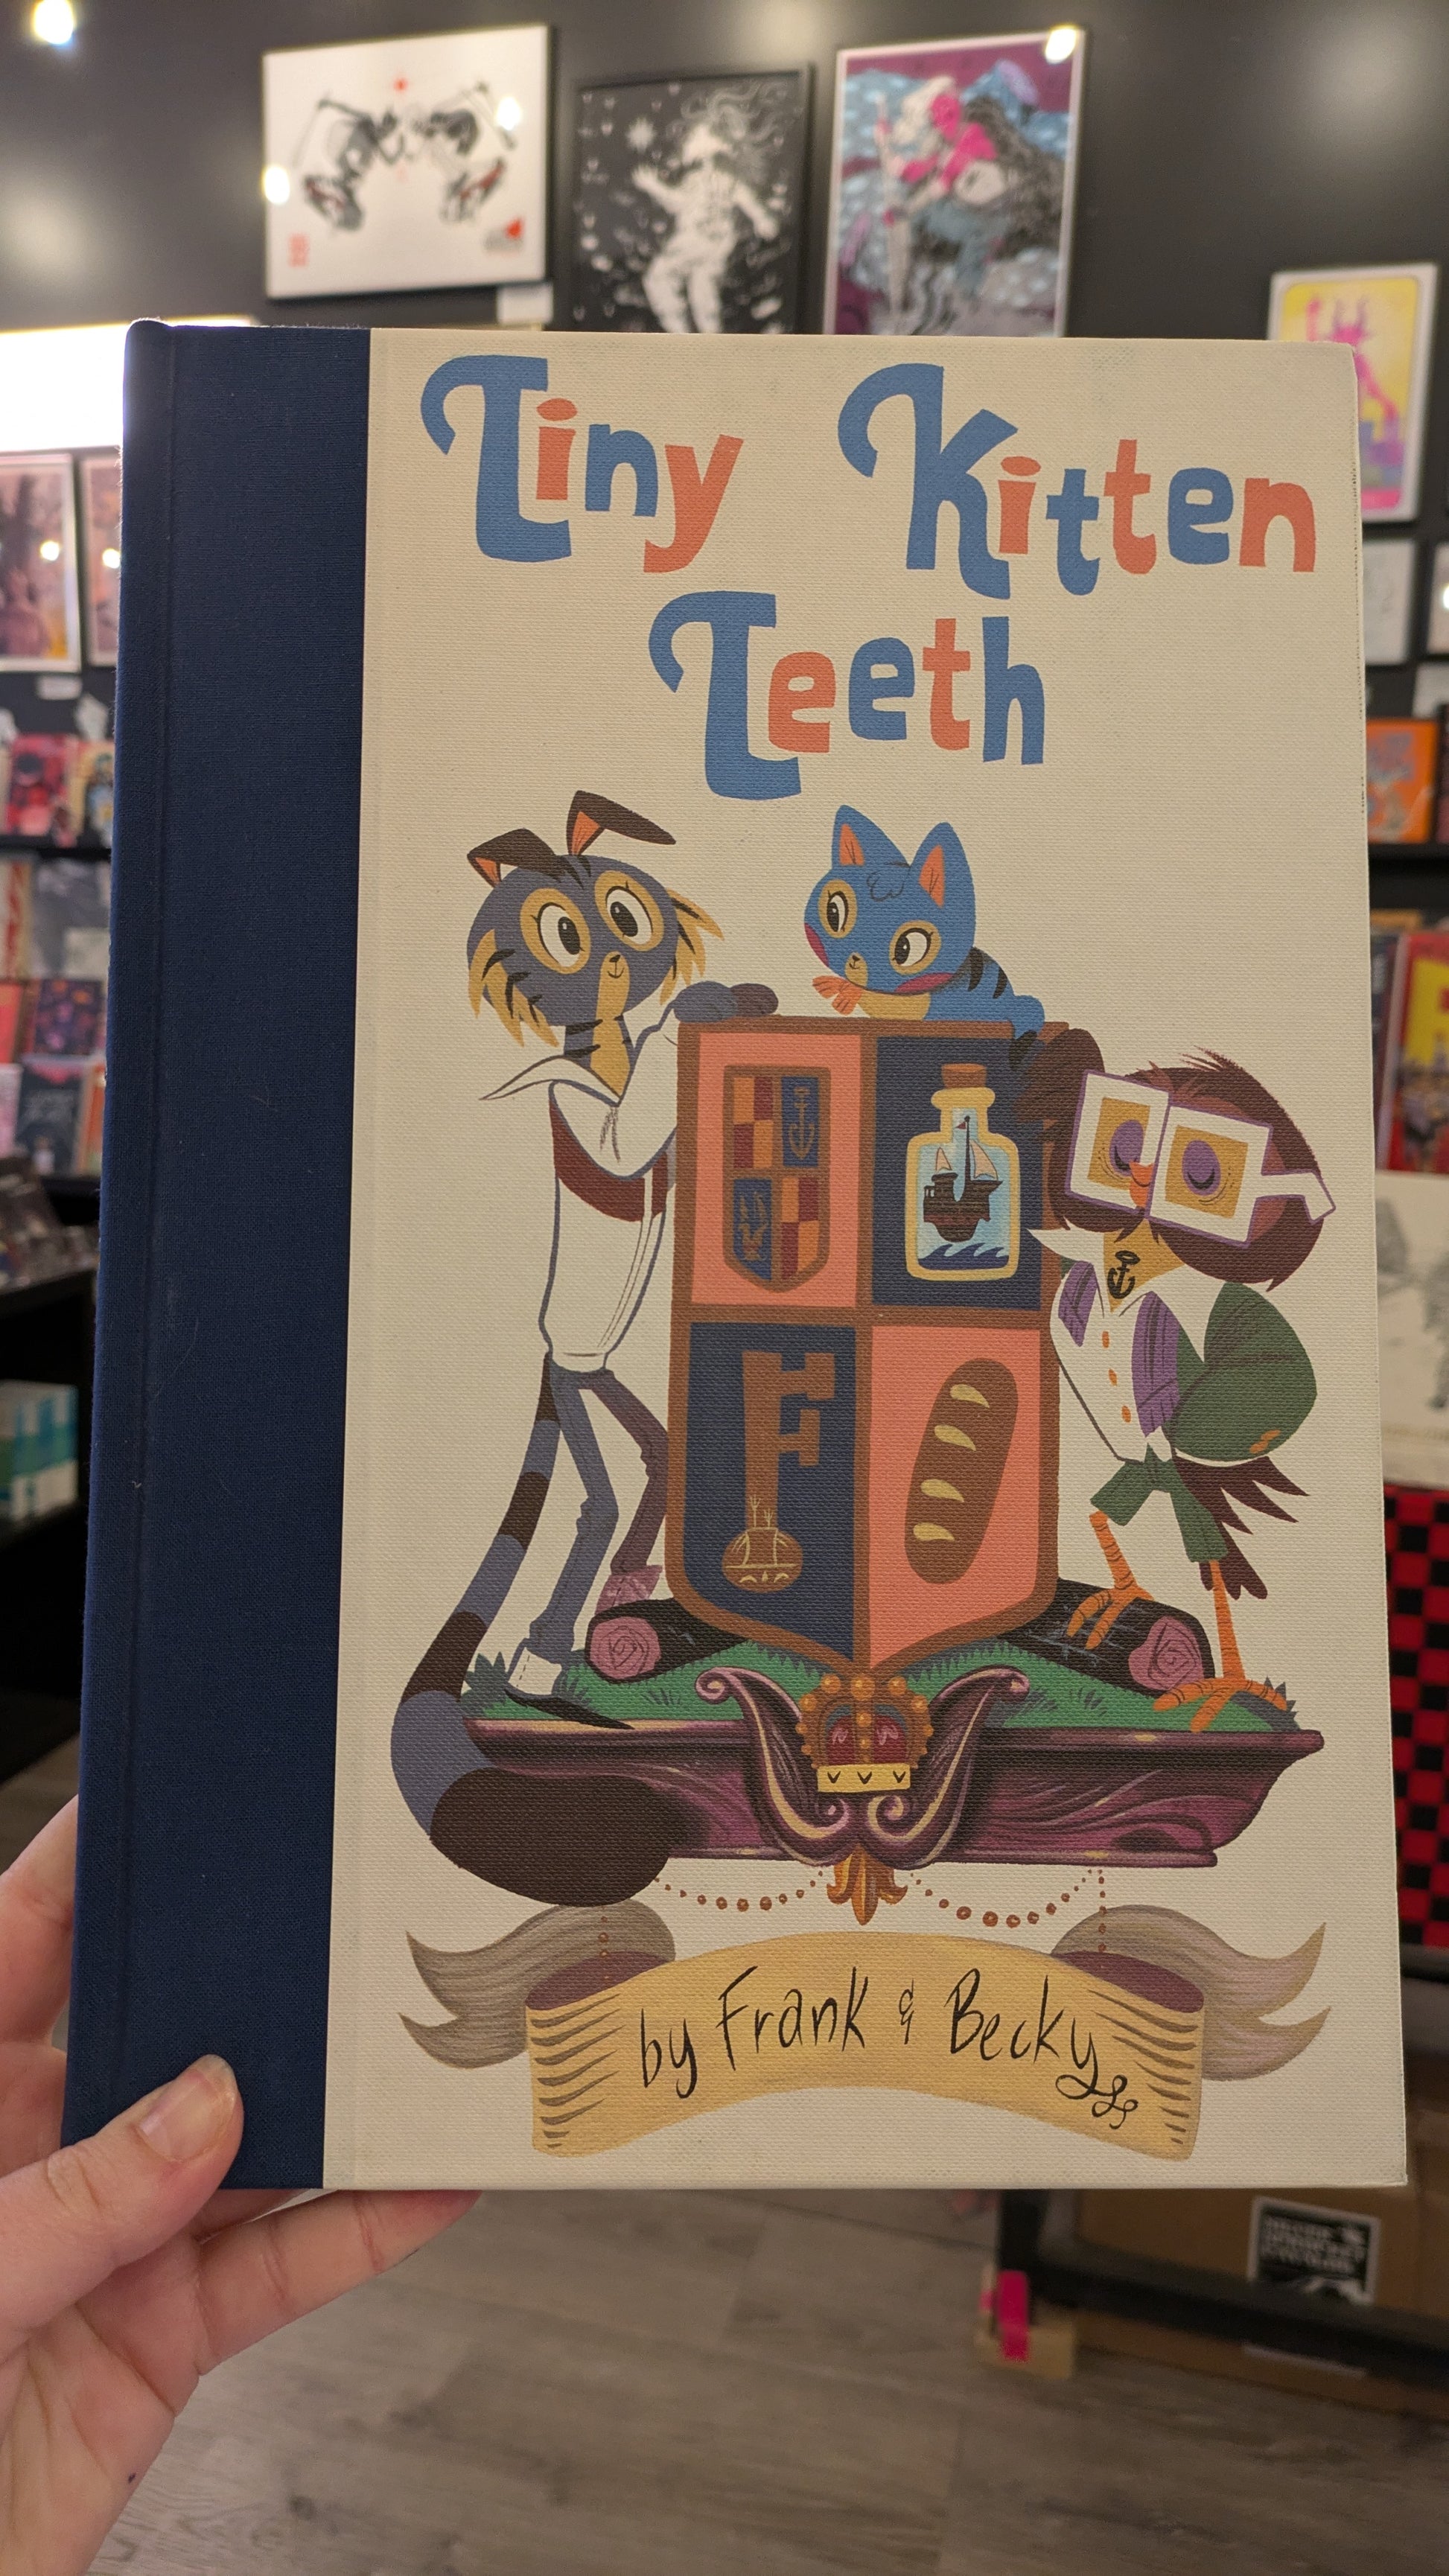 Tiny Kitten
Teeth
F
by Frank & Becky